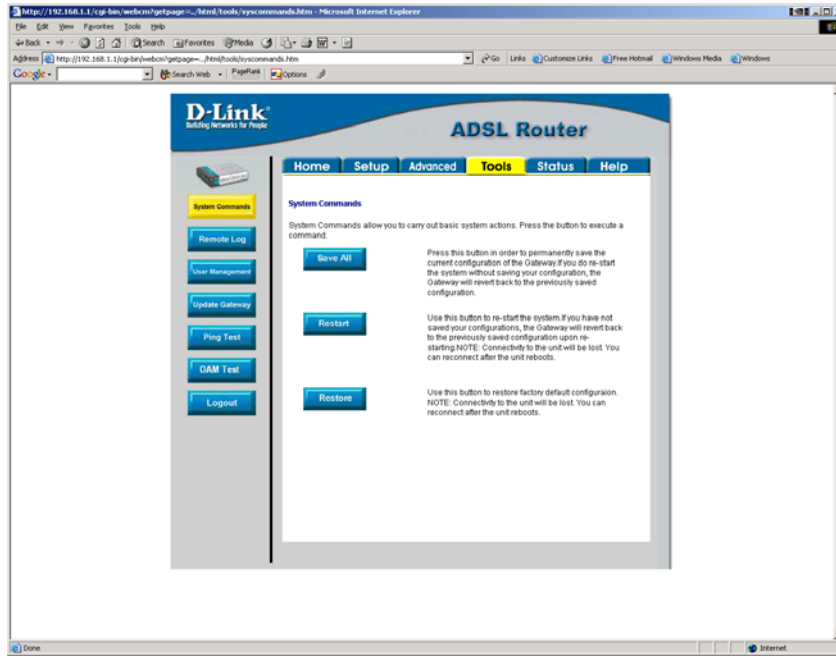 http://192.168.1.1/cgi-bin/webcm?getpage=../html/tools/syscommands.htm - Microsoft Internet Explorer
File Edit View Favorites Tools Help
Back Search Favorites Media
Address http://192.168.1.1/cgi-bin/webcm?getpage=../html/tools/syscommands.htm Go Links Customize Links Free Hotmail Windows Media Windows
Google Search Web PageRank Options
D-Link
Building Networks for People
ADSL Router
Home Setup Advanced Tools Status Help
System Commands
Remote Log
User Management
Update Gateway
Ping Test
OAM Test
Logout
System Commands
System Commands allow you to carry out basic system actions. Press the button to execute a
command.
Save All
Press this button in order to permanently save the
current configuration of the Gateway.If you do re-start
the system without saving your configuration, the
Gateway will revert back to the previously saved
configuration.
Restart
Use this button to re-start the system.If you have not
saved your configurations, the Gateway will revert back
to the previously saved configuration upon re-
starting.NOTE: Connectivity to the unit will be lost. You
can reconnect after the unit reboots.
Restore
Use this button to restore factory default configuraion.
NOTE: Connectivity to the unit will be lost. You can
reconnect after the unit reboots.
Done
Internet